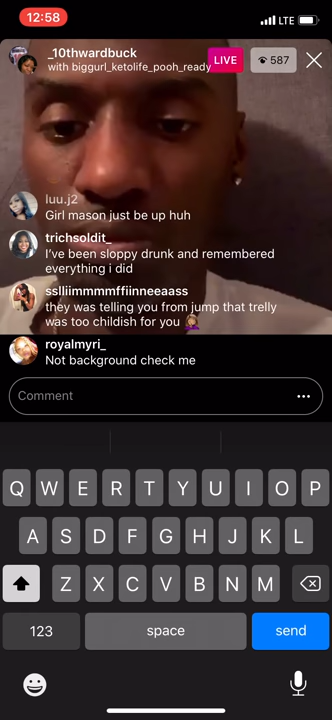 12:58
LTE
_10thwardbuck
with biggurl_ketolife_pooh_ready
LIVE
587
luu.j2
Girl mason just be up huh
trichsoldit_
I've been sloppy drunk and remembered
everything i did
ssliimmmmffiinneeaass
they was telling you from jump that trelly
was too childish for you 🤦🏽‍♀️
royalmyri_
Not background check me
Comment
Q W E R T Y U I O P
A S D F G H J K L
Z X C V B N M
123 space send